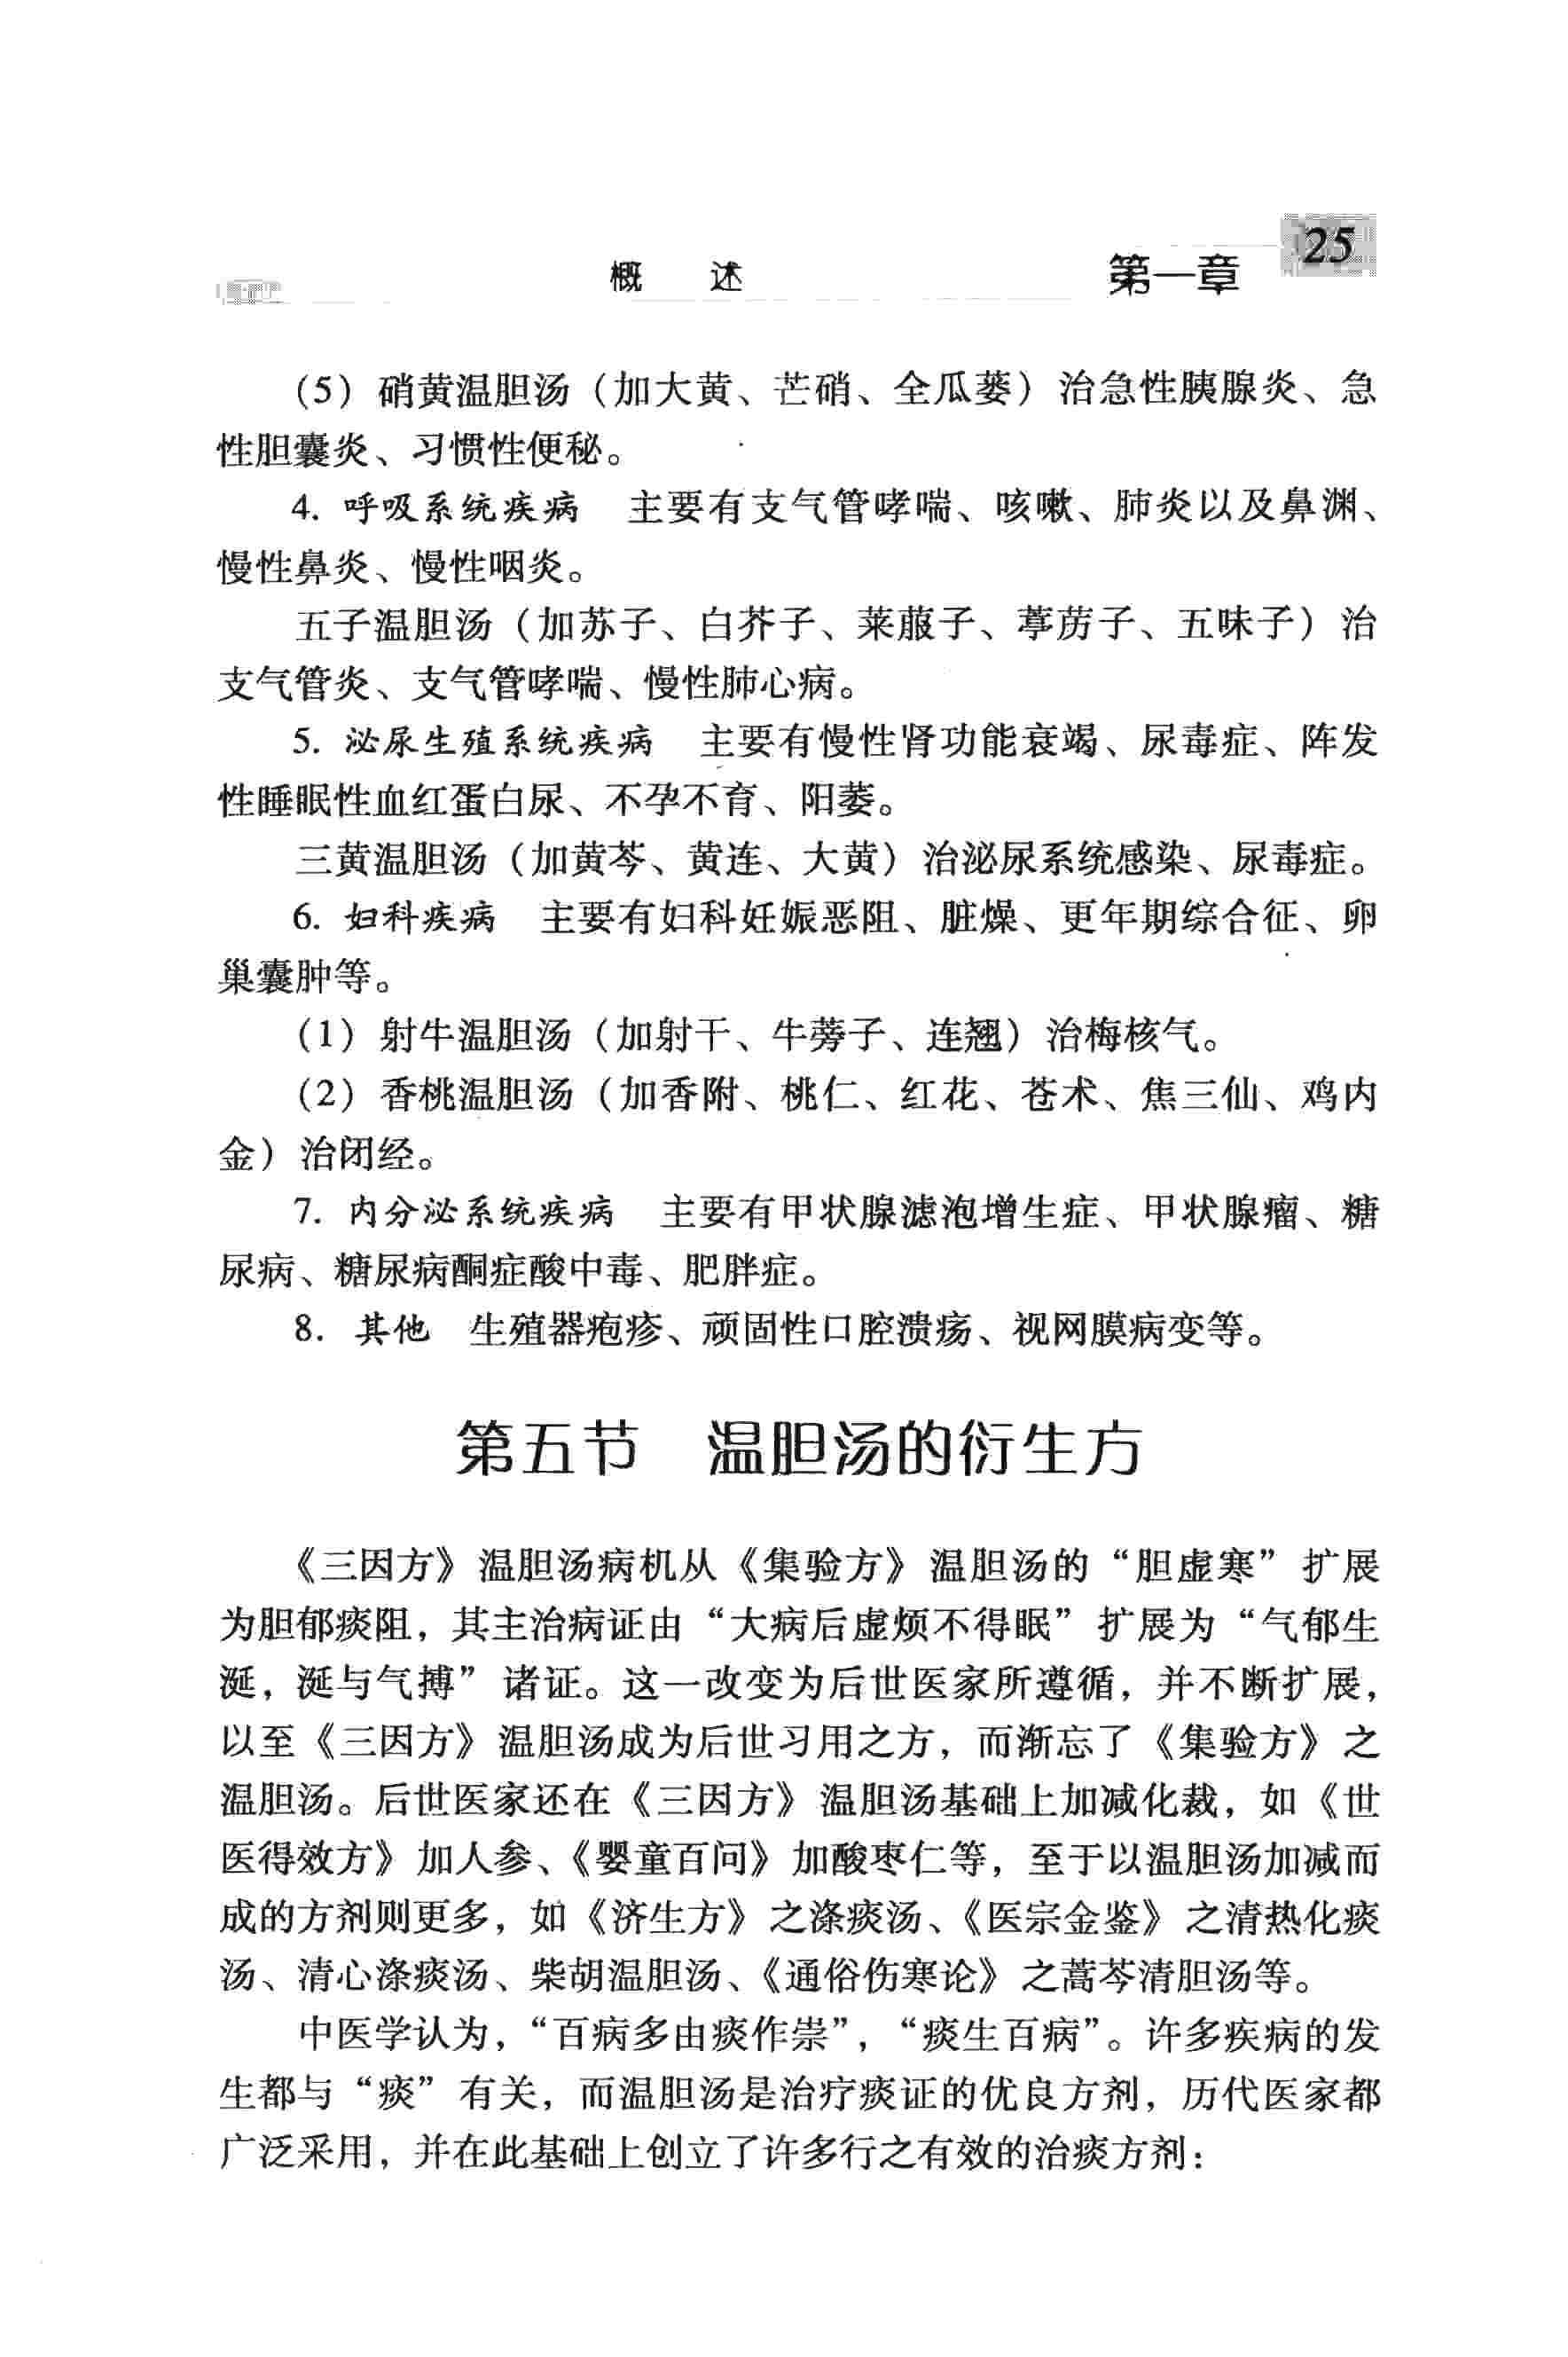 概 述 第一章 25
（5）硝黄温胆汤（加大黄、芒硝、全瓜蒌）治急性胰腺炎、急
性胆囊炎、习惯性便秘。
4. 呼吸系统疾病 主要有支气管哮喘、咳嗽、肺炎以及鼻渊、
慢性鼻炎、慢性咽炎。
五子温胆汤（加苏子、白芥子、莱菔子、葶苈子、五味子）治
支气管炎、支气管哮喘、慢性肺心病。
5. 泌尿生殖系统疾病 主要有慢性肾功能衰竭、尿毒症、阵发
性睡眠性血红蛋白尿、不孕不育、阳萎。
三黄温胆汤（加黄芩、黄连、大黄）治泌尿系统感染、尿毒症。
6. 妇科疾病 主要有妇科妊娠恶阻、脏燥、更年期综合征、卵
巢囊肿等。
（1）射牛温胆汤（加射干、牛蒡子、连翘）治梅核气。
（2）香桃温胆汤（加香附、桃仁、红花、苍术、焦三仙、鸡内
金）治闭经。
7. 内分泌系统疾病 主要有甲状腺滤泡增生症、甲状腺瘤、糖
尿病、糖尿病酮症酸中毒、肥胖症。
8. 其他 生殖器疱疹、顽固性口腔溃疡、视网膜病变等。
第五节 温胆汤的衍生方
《三因方》温胆汤病机从《集验方》温胆汤的“胆虚寒”扩展
为胆郁痰阻，其主治病证由“大病后虚烦不得眠”扩展为“气郁生
涎，涎与气搏”诸证。这一改变为后世医家所遵循，并不断扩展，
以至《三因方》温胆汤成为后世习用之方，而渐忘了《集验方》之
温胆汤。后世医家还在《三因方》温胆汤基础上加减化裁，如《世
医得效方》加人参、《婴童百问》加酸枣仁等，至于以温胆汤加减而
成的方剂则更多，如《济生方》之涤痰汤、《医宗金鉴》之清热化痰
汤、清心涤痰汤、柴胡温胆汤、《通俗伤寒论》之蒿芩清胆汤等。
中医学认为，“百病多由痰作祟”，“痰生百病”。许多疾病的发
生都与“痰”有关，而温胆汤是治疗痰证的优良方剂，历代医家都
广泛采用，并在此基础上创立了许多行之有效的治痰方剂：